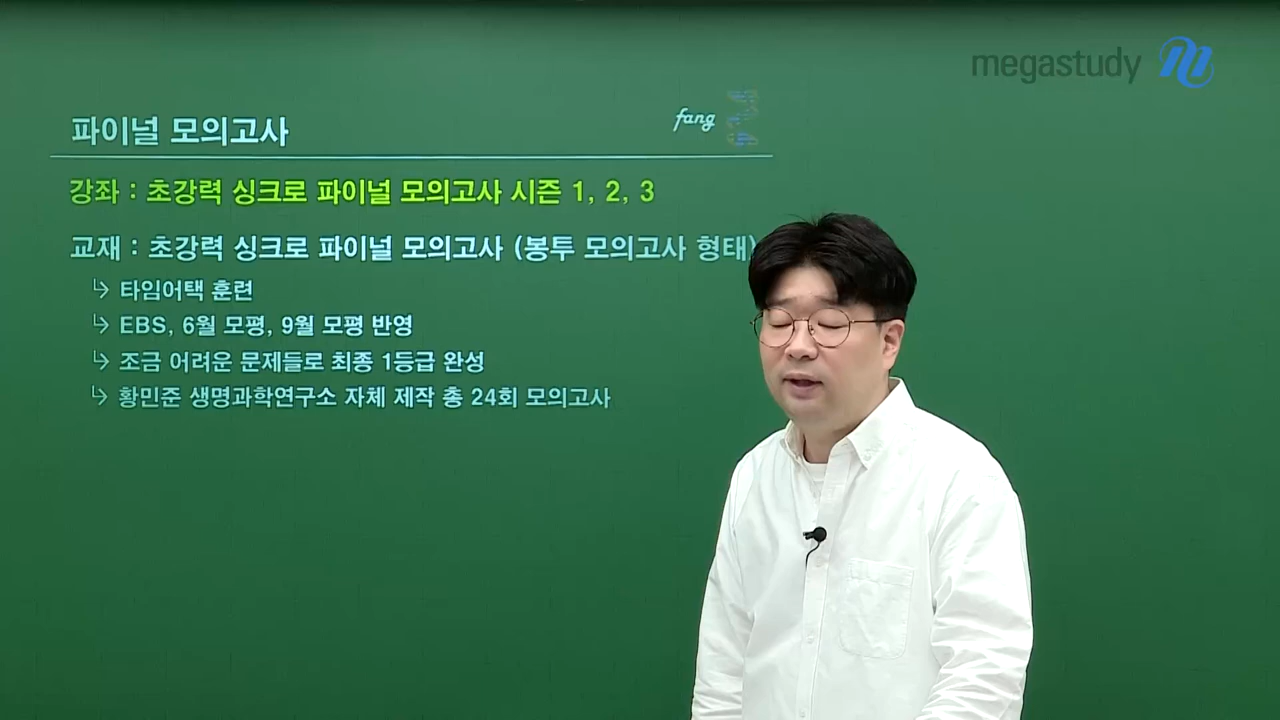 megastudy
파이널 모의고사
fang
강좌 : 초강력 싱크로 파이널 모의고사 시즌 1, 2, 3
교재 : 초강력 싱크로 파이널 모의고사 (봉투 모의고사 형태)
↳ 타임어택 훈련
↳ EBS, 6월 모평, 9월 모평 반영
↳ 조금 어려운 문제들로 최종 1등급 완성
↳ 황민준 생명과학연구소 자체 제작 총 24회 모의고사